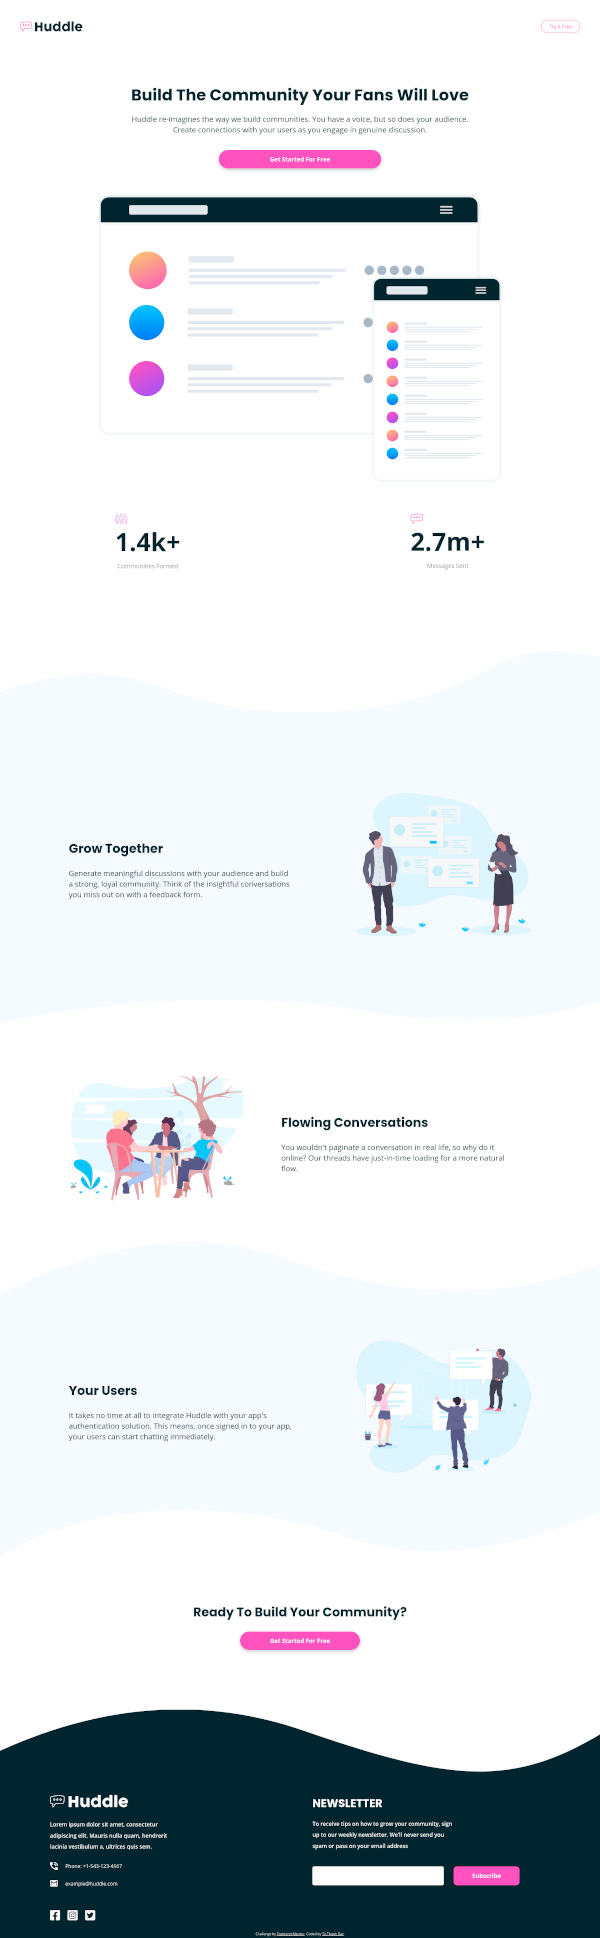 Huddle
Try it Free
Build The Community Your Fans Will Love
Huddle re-imagines the way we build communities. You have a voice, but so does your audience.
Create connections with your users as you engage in genuine discussion.
Get Started For Free
1.4k+
Communities Formed
2.7m+
Messages Sent
Grow Together
Generate meaningful discussions with your audience and build
a strong, loyal community. Think of the insightful conversations
you miss out on with a feedback form.
Flowing Conversations
You wouldn't paginate a conversation in real life, so why do it
online? Our threads have just-in-time loading for a more natural
flow.
Your Users
It takes no time at all to integrate Huddle with your app's
authentication solution. This means, once signed in to your app,
your users can start chatting immediately.
Ready To Build Your Community?
Get Started For Free
Huddle
Lorem ipsum dolor sit amet, consectetur
adipiscing elit. Mauris nulla quam, hendrerit
lacinia vestibulum a, ultrices quis sem.
Phone: +1-543-123-4567
example@huddle.com
NEWSLETTER
To receive tips on how to grow your community, sign
up to our weekly newsletter. We'll never send you
spam or pass on your email address
Subscribe
Challenge by Frontend Mentor. Coded by